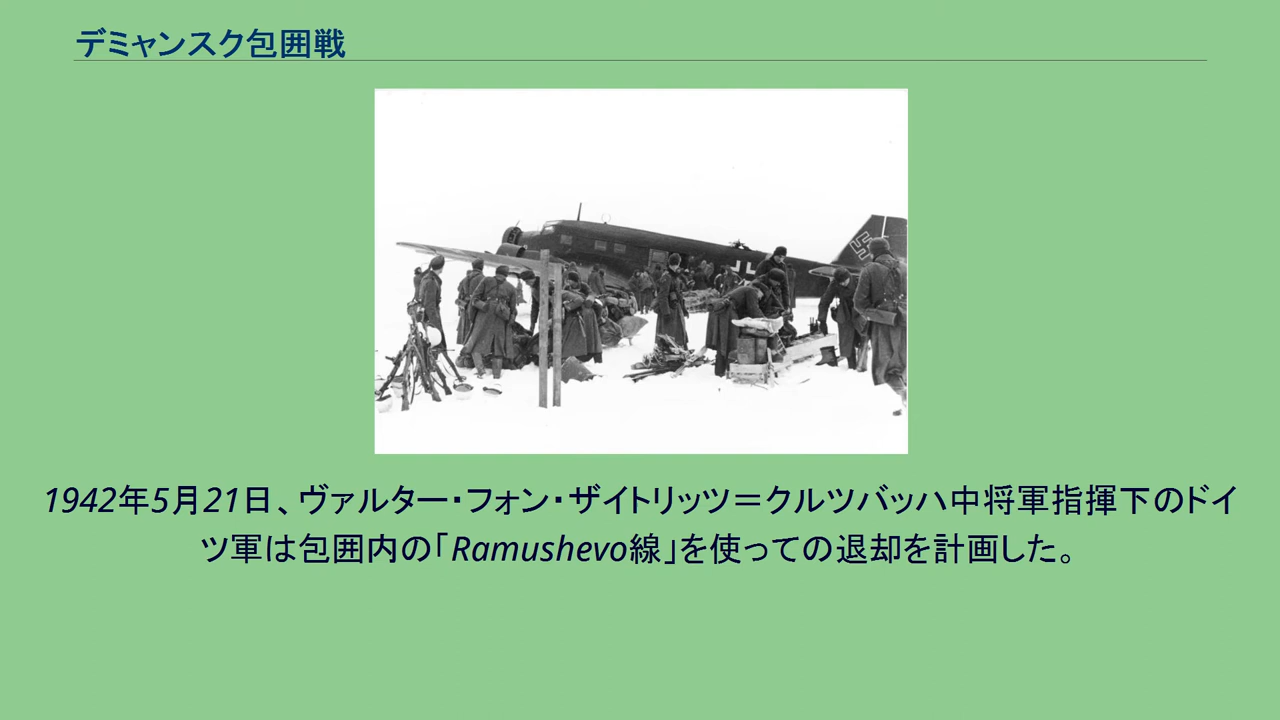 デミャンスク包囲戦
1942年5月21日、ヴァルター・フォン・ザイトリッツ＝クルツバッハ中将軍指揮下のドイ
ツ軍は包囲内の「Ramushevo線」を使っての退却を計画した。